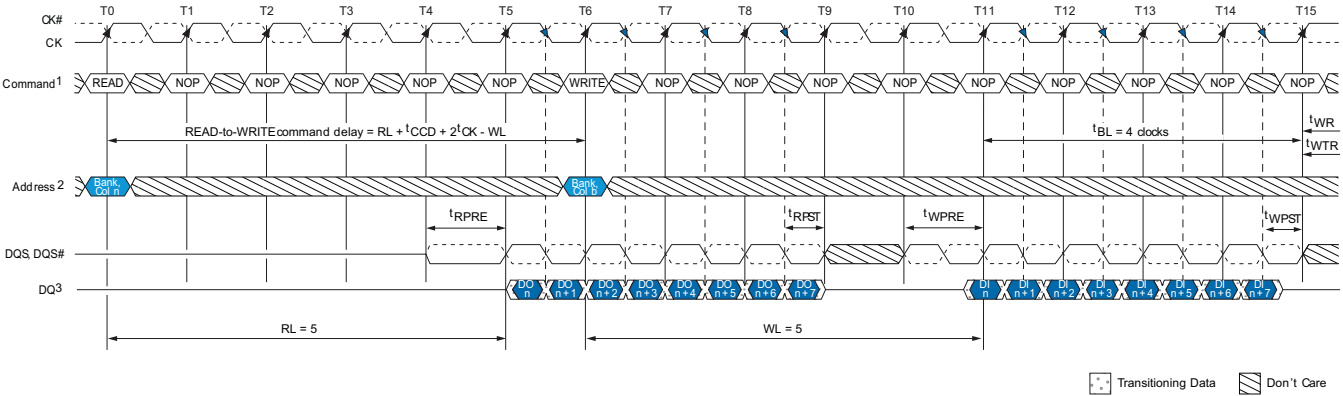 T0 T1 T2 T3 T4 T5 T6 T7 T8 T9 T10 T11 T12 T13 T14 T15
CK#
CK
Command1 READ NOP NOP NOP NOP NOP WRITE NOP NOP NOP NOP NOP NOP NOP NOP NOP
READ-to-WRITE command delay = RL + tCCD + 2tCK - WL
tBL = 4 clocks
tWR
tWTR
Address2
Bank, Col n
Bank, Col b
tRPRE
tRPST
tWPRE
tWPST
DQS, DQS#
DQ3
DO n
DO n + 1
DO n + 2
DO n + 3
DO n + 4
DO n + 5
DO n + 6
DO n + 7
DI n
DI n + 1
DI n + 2
DI n + 3
DI n + 4
DI n + 5
DI n + 6
DI n + 7
RL = 5
WL = 5
Transitioning Data
Don't Care